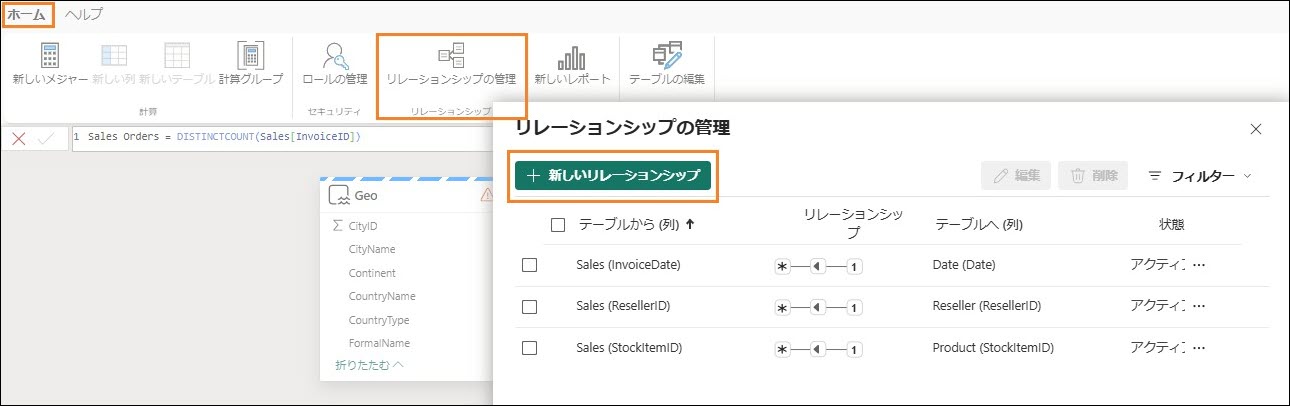 ホーム ヘルプ
新しいメジャー 新しい列 新しいテーブル 計算グループ ロールの管理 リレーションシップの管理 新しいレポート テーブルの編集
計算 セキュリティ リレーションシップ
1 Sales Orders = DISTINCTCOUNT(Sales[InvoiceID])
Geo
CityID
CityName
Continent
CountryName
CountryType
FormalName
折りたたむ
リレーションシップの管理
新しいリレーションシップ 編集 削除 フィルター
テーブルから (列) ↑ リレーションシッ
プ テーブルへ (列) 状態
Sales (InvoiceDate) * 1 Date (Date) アクティ ...
Sales (ResellerID) * 1 Reseller (ResellerID) アクティ ...
Sales (StockItemID) * 1 Product (StockItemID) アクティ ...